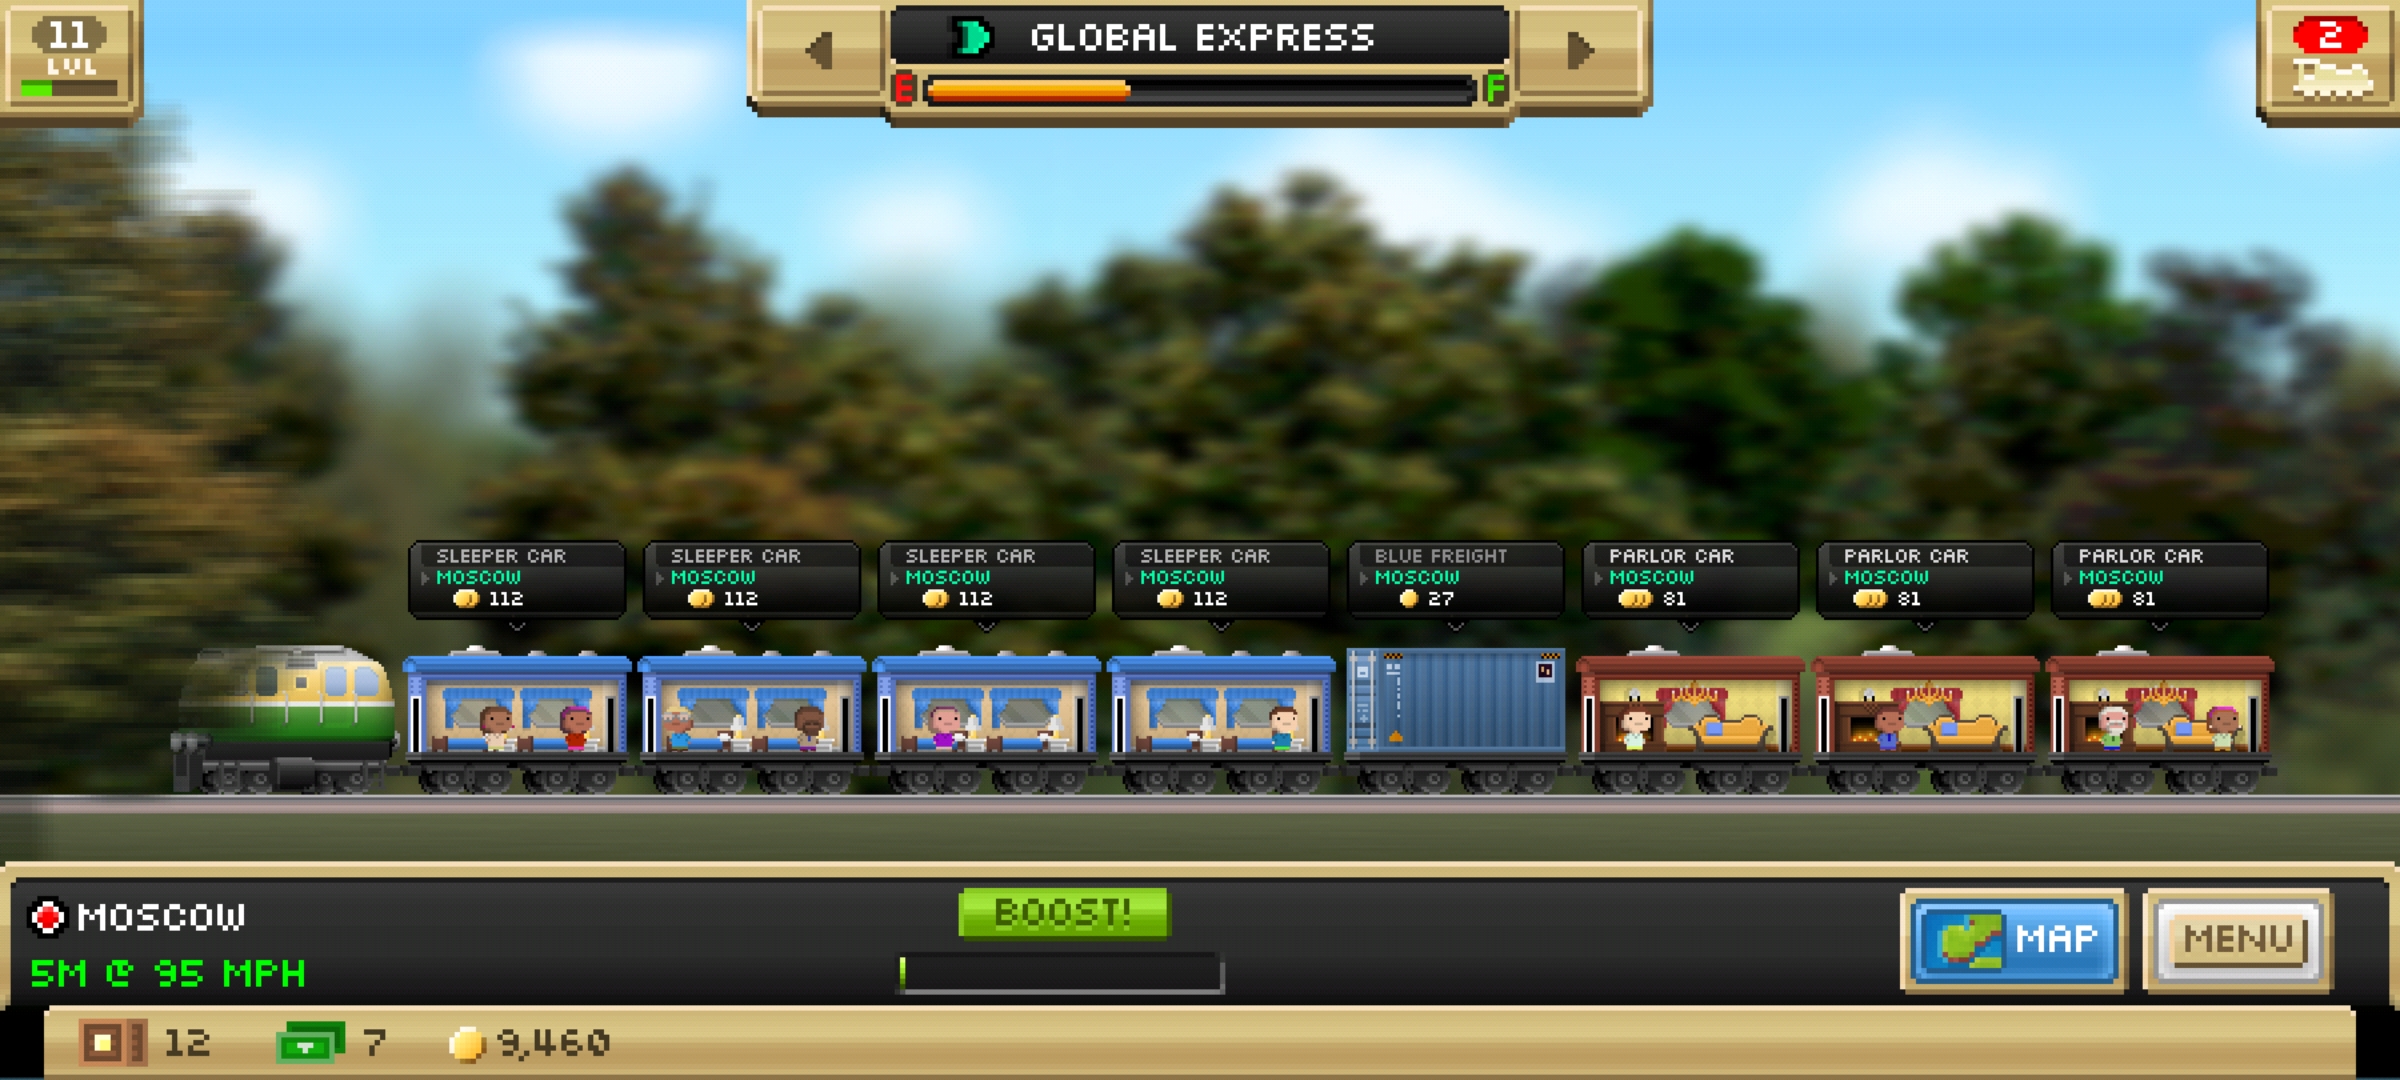 11
LVL
GLOBAL EXPRESS
E F
2
SLEEPER CAR
MOSCOW
112
SLEEPER CAR
MOSCOW
112
SLEEPER CAR
MOSCOW
112
SLEEPER CAR
MOSCOW
112
BLUE FREIGHT
MOSCOW
27
PARLOR CAR
MOSCOW
81
PARLOR CAR
MOSCOW
81
PARLOR CAR
MOSCOW
81
MOSCOW
5M @ 95 MPH
BOOST!
MAP
MENU
12 7 9,460